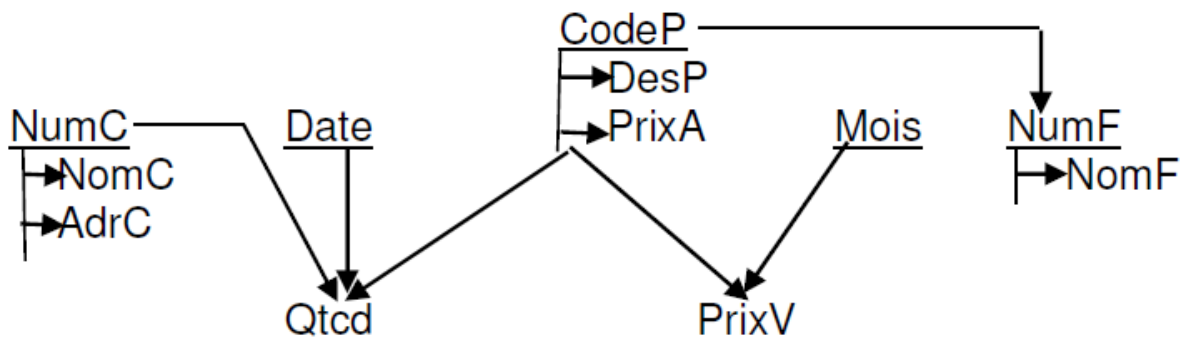 CodeP
DesP
PrixA
NumC
Date
Mois
NumF
NomC
AdrC
NomF
Qtcd
PrixV